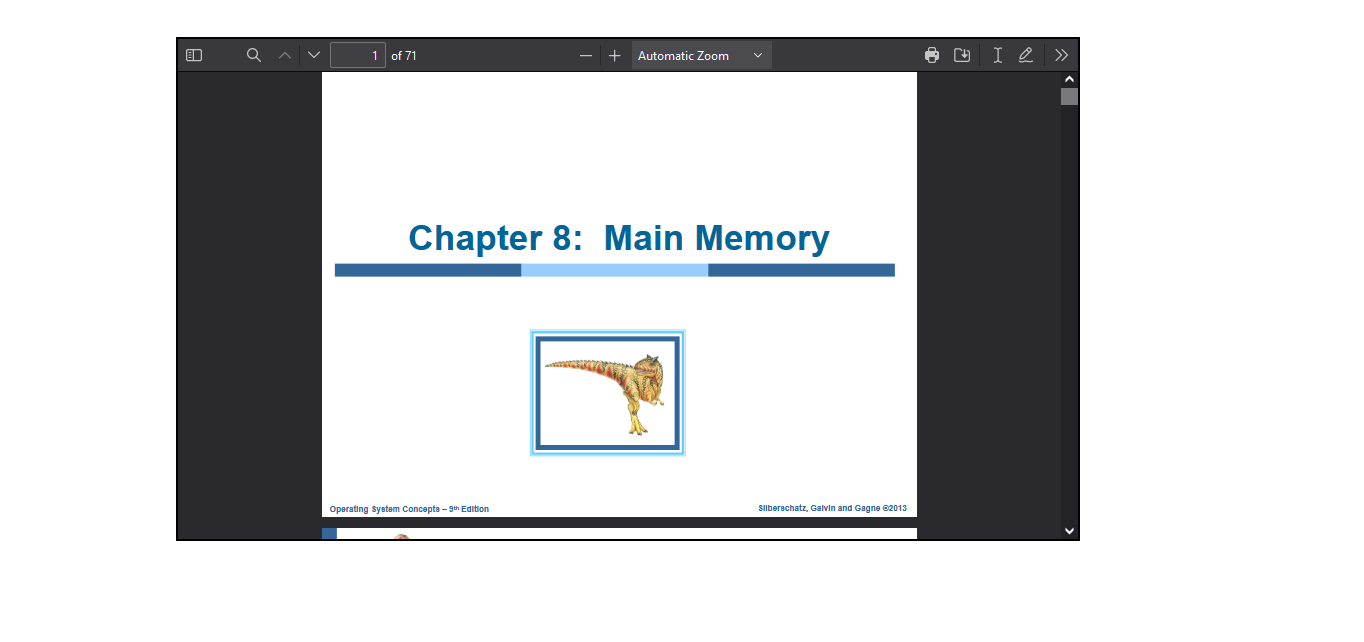 1 of 71
Automatic Zoom
Chapter 8: Main Memory
Operating System Concepts – 9th Edition
Silberschatz, Galvin and Gagne ©2013